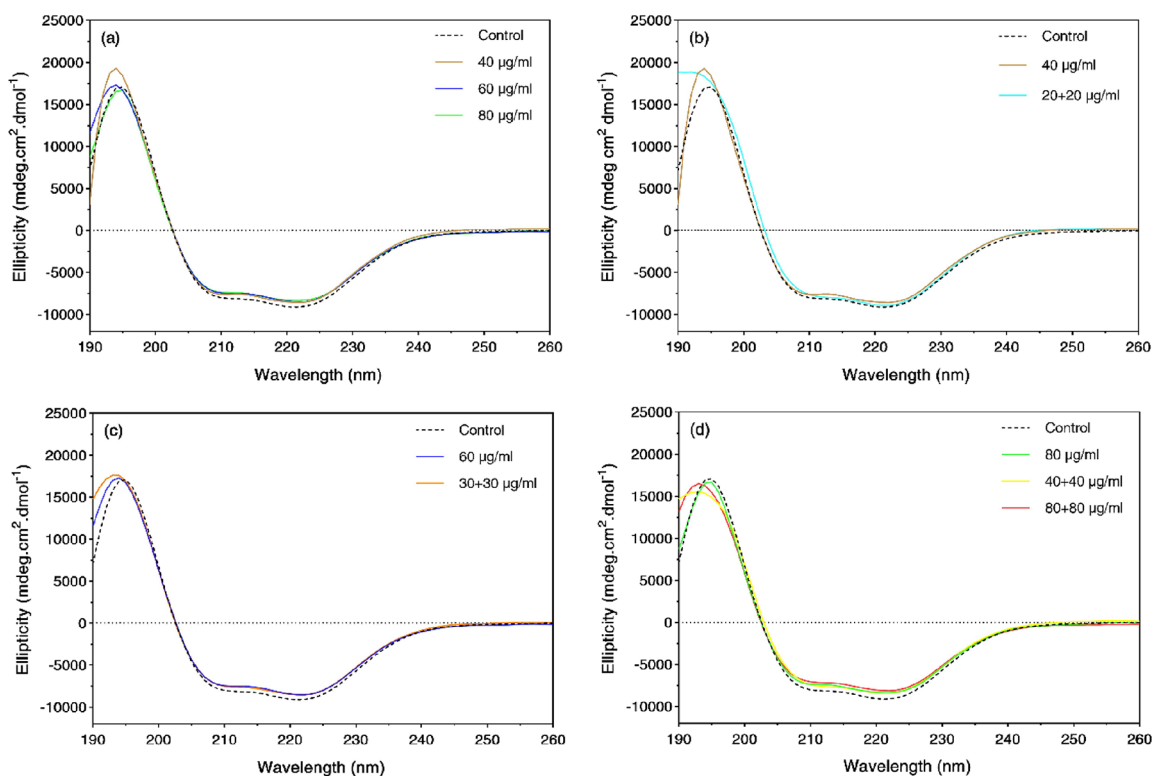 (a)
Control
40 µg/ml
60 µg/ml
80 µg/ml
Ellipticity (mdeg.cm².dmol⁻¹)
25000
20000
15000
10000
5000
0
-5000
-10000
190 200 210 220 230 240 250 260
Wavelength (nm)
(b)
Control
40 µg/ml
20+20 µg/ml
Ellipticity (mdeg cm² dmol⁻¹)
25000
20000
15000
10000
5000
0
-5000
-10000
190 200 210 220 230 240 250 260
Wavelength (nm)
(c)
Control
60 µg/ml
30+30 µg/ml
Ellipticity (mdeg.cm².dmol⁻¹)
25000
20000
15000
10000
5000
0
-5000
-10000
190 200 210 220 230 240 250 260
Wavelength (nm)
(d)
Control
80 µg/ml
40+40 µg/ml
80+80 µg/ml
Ellipticity (mdeg.cm².dmol⁻¹)
25000
20000
15000
10000
5000
0
-5000
-10000
190 200 210 220 230 240 250 260
Wavelength (nm)